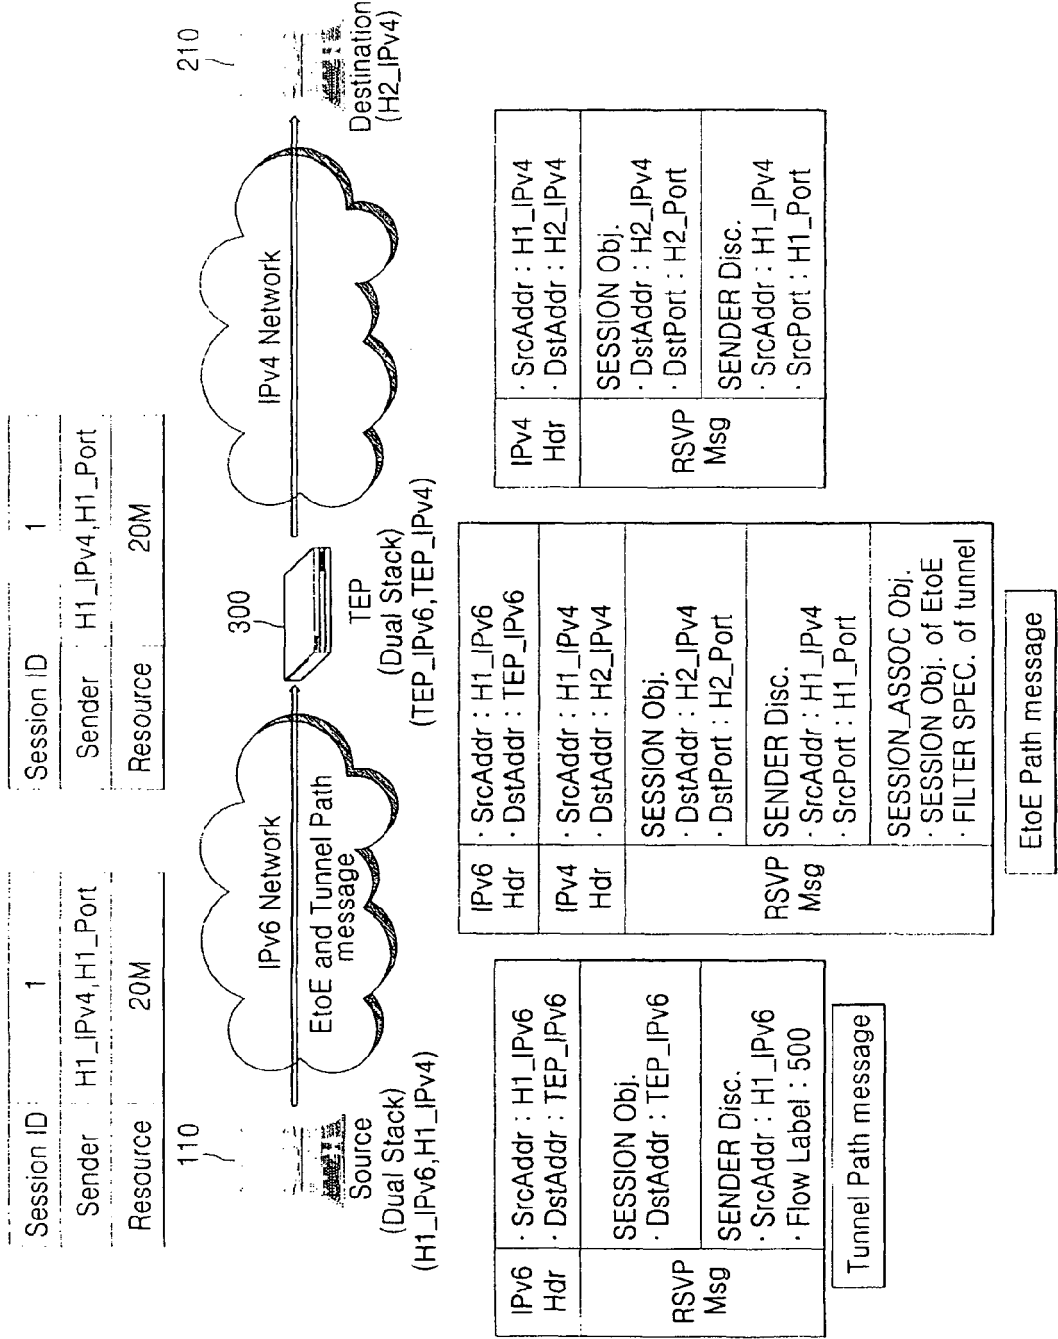 Session ID 1
Sender H1_IPv4,H1_Port
Resource 20M
Session ID 1
Sender H1_IPv4,H1_Port
Resource 20M
110
Source
(Dual Stack)
(H1_IPv6,H1_IPv4)
IPv6 Network
EtoE and Tunnel Path
message
300
TEP
(Dual Stack)
(TEP_IPv6,TEP_IPv4)
IPv4 Network
210
Destination
(H2_IPv4)
IPv6
Hdr
· SrcAddr : H1_IPv6
· DstAddr : TEP_IPv6
RSVP
Msg
SESSION Obj.
· DstAddr : TEP_IPv6
SENDER Disc.
· SrcAddr : H1_IPv6
· Flow Label : 500
Tunnel Path message
IPv6
Hdr
· SrcAddr : H1_IPv6
· DstAddr : TEP_IPv6
IPv4
Hdr
· SrcAddr : H1_IPv4
· DstAddr : H2_IPv4
RSVP
Msg
SESSION Obj.
· DstAddr : H2_IPv4
· DstPort : H2_Port
SENDER Disc.
· SrcAddr : H1_IPv4
· SrcPort : H1_Port
SESSION_ASSOC Obj.
· SESSION Obj. of EtoE
· FILTER SPEC. of tunnel
EtoE Path message
IPv4
Hdr
· SrcAddr : H1_IPv4
· DstAddr : H2_IPv4
RSVP
Msg
SESSION Obj.
· DstAddr : H2_IPv4
· DstPort : H2_Port
SENDER Disc.
· SrcAddr : H1_IPv4
· SrcPort : H1_Port